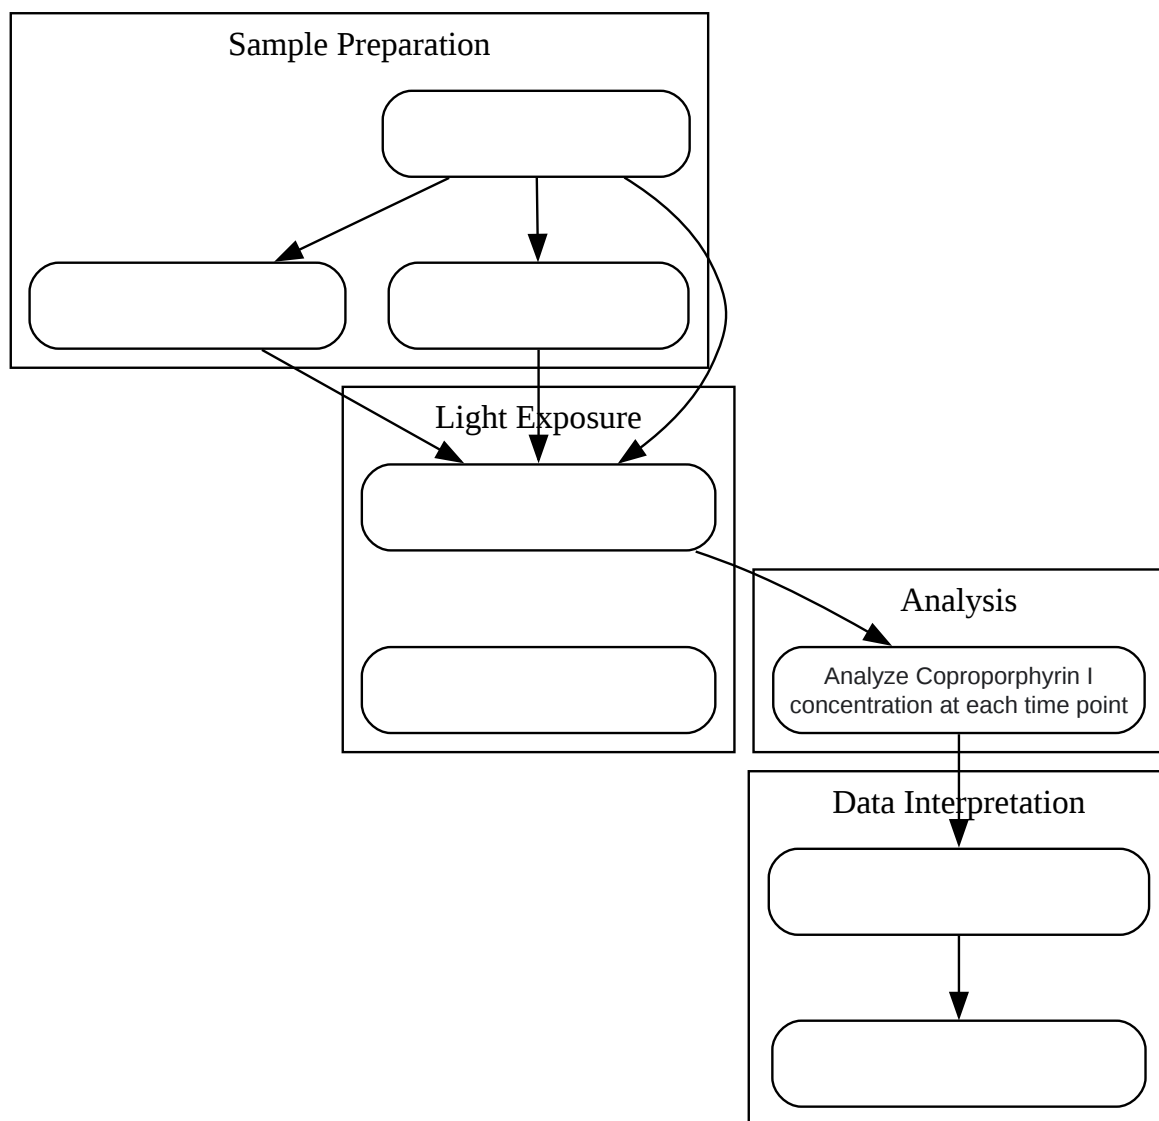 Sample Preparation
Light Exposure
Analysis
Analyze Coproporphyrin I
concentration at each time point
Data Interpretation